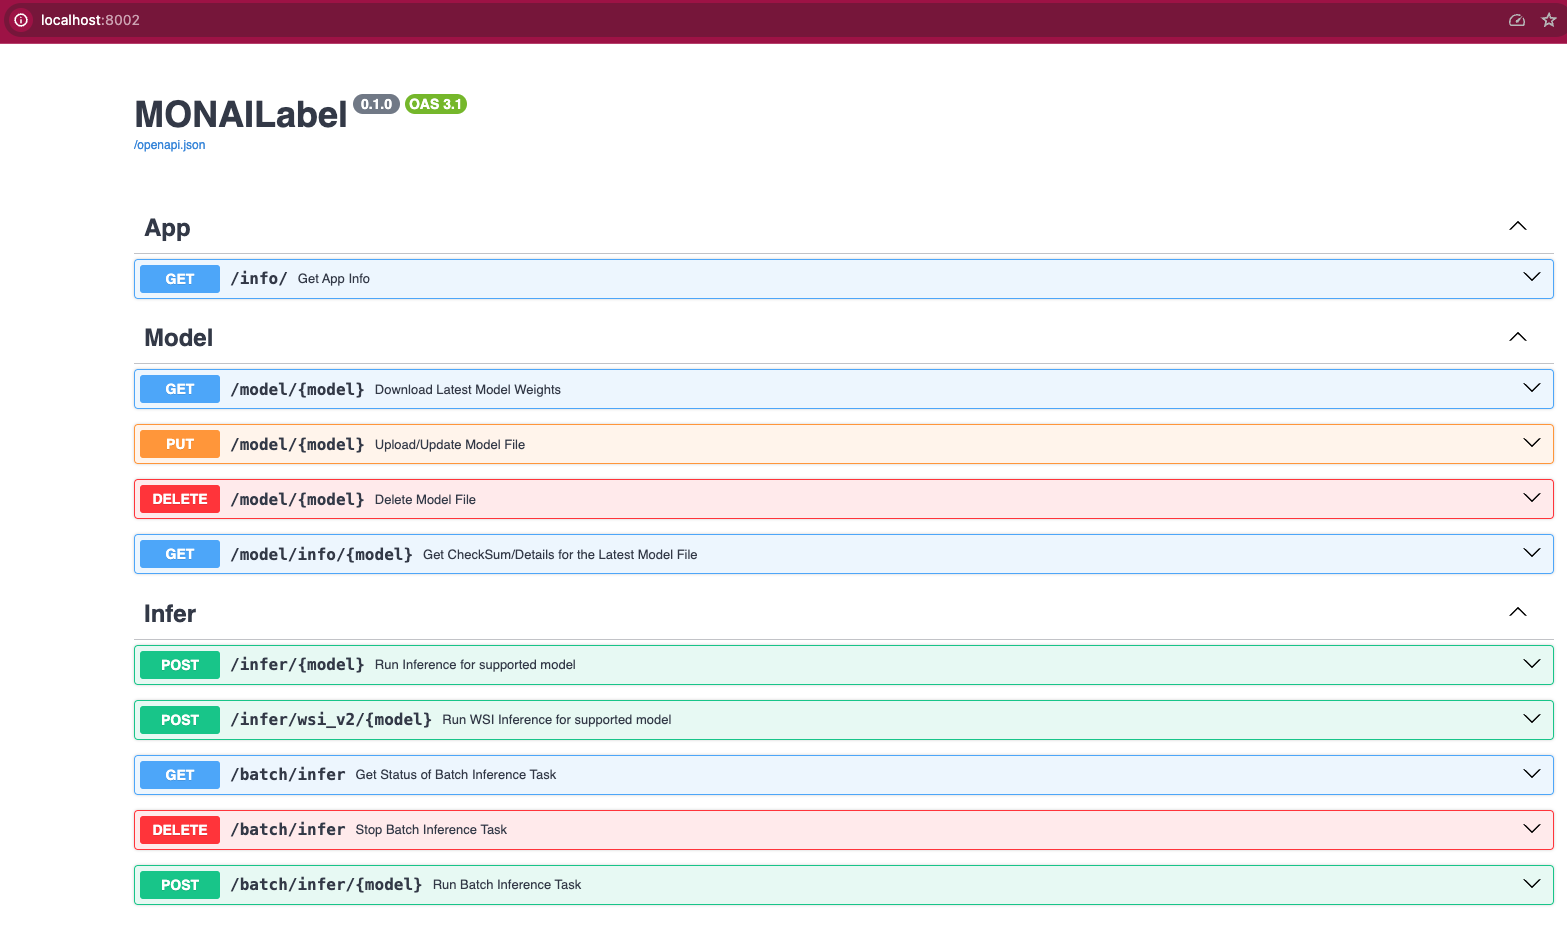 localhost:8002
MONAILabel 0.1.0 OAS 3.1
/openapi.json
App
GET /info/ Get App Info
Model
GET /model/{model} Download Latest Model Weights
PUT /model/{model} Upload/Update Model File
DELETE /model/{model} Delete Model File
GET /model/info/{model} Get CheckSum/Details for the Latest Model File
Infer
POST /infer/{model} Run Inference for supported model
POST /infer/wsi_v2/{model} Run WSI Inference for supported model
GET /batch/infer Get Status of Batch Inference Task
DELETE /batch/infer Stop Batch Inference Task
POST /batch/infer/{model} Run Batch Inference Task